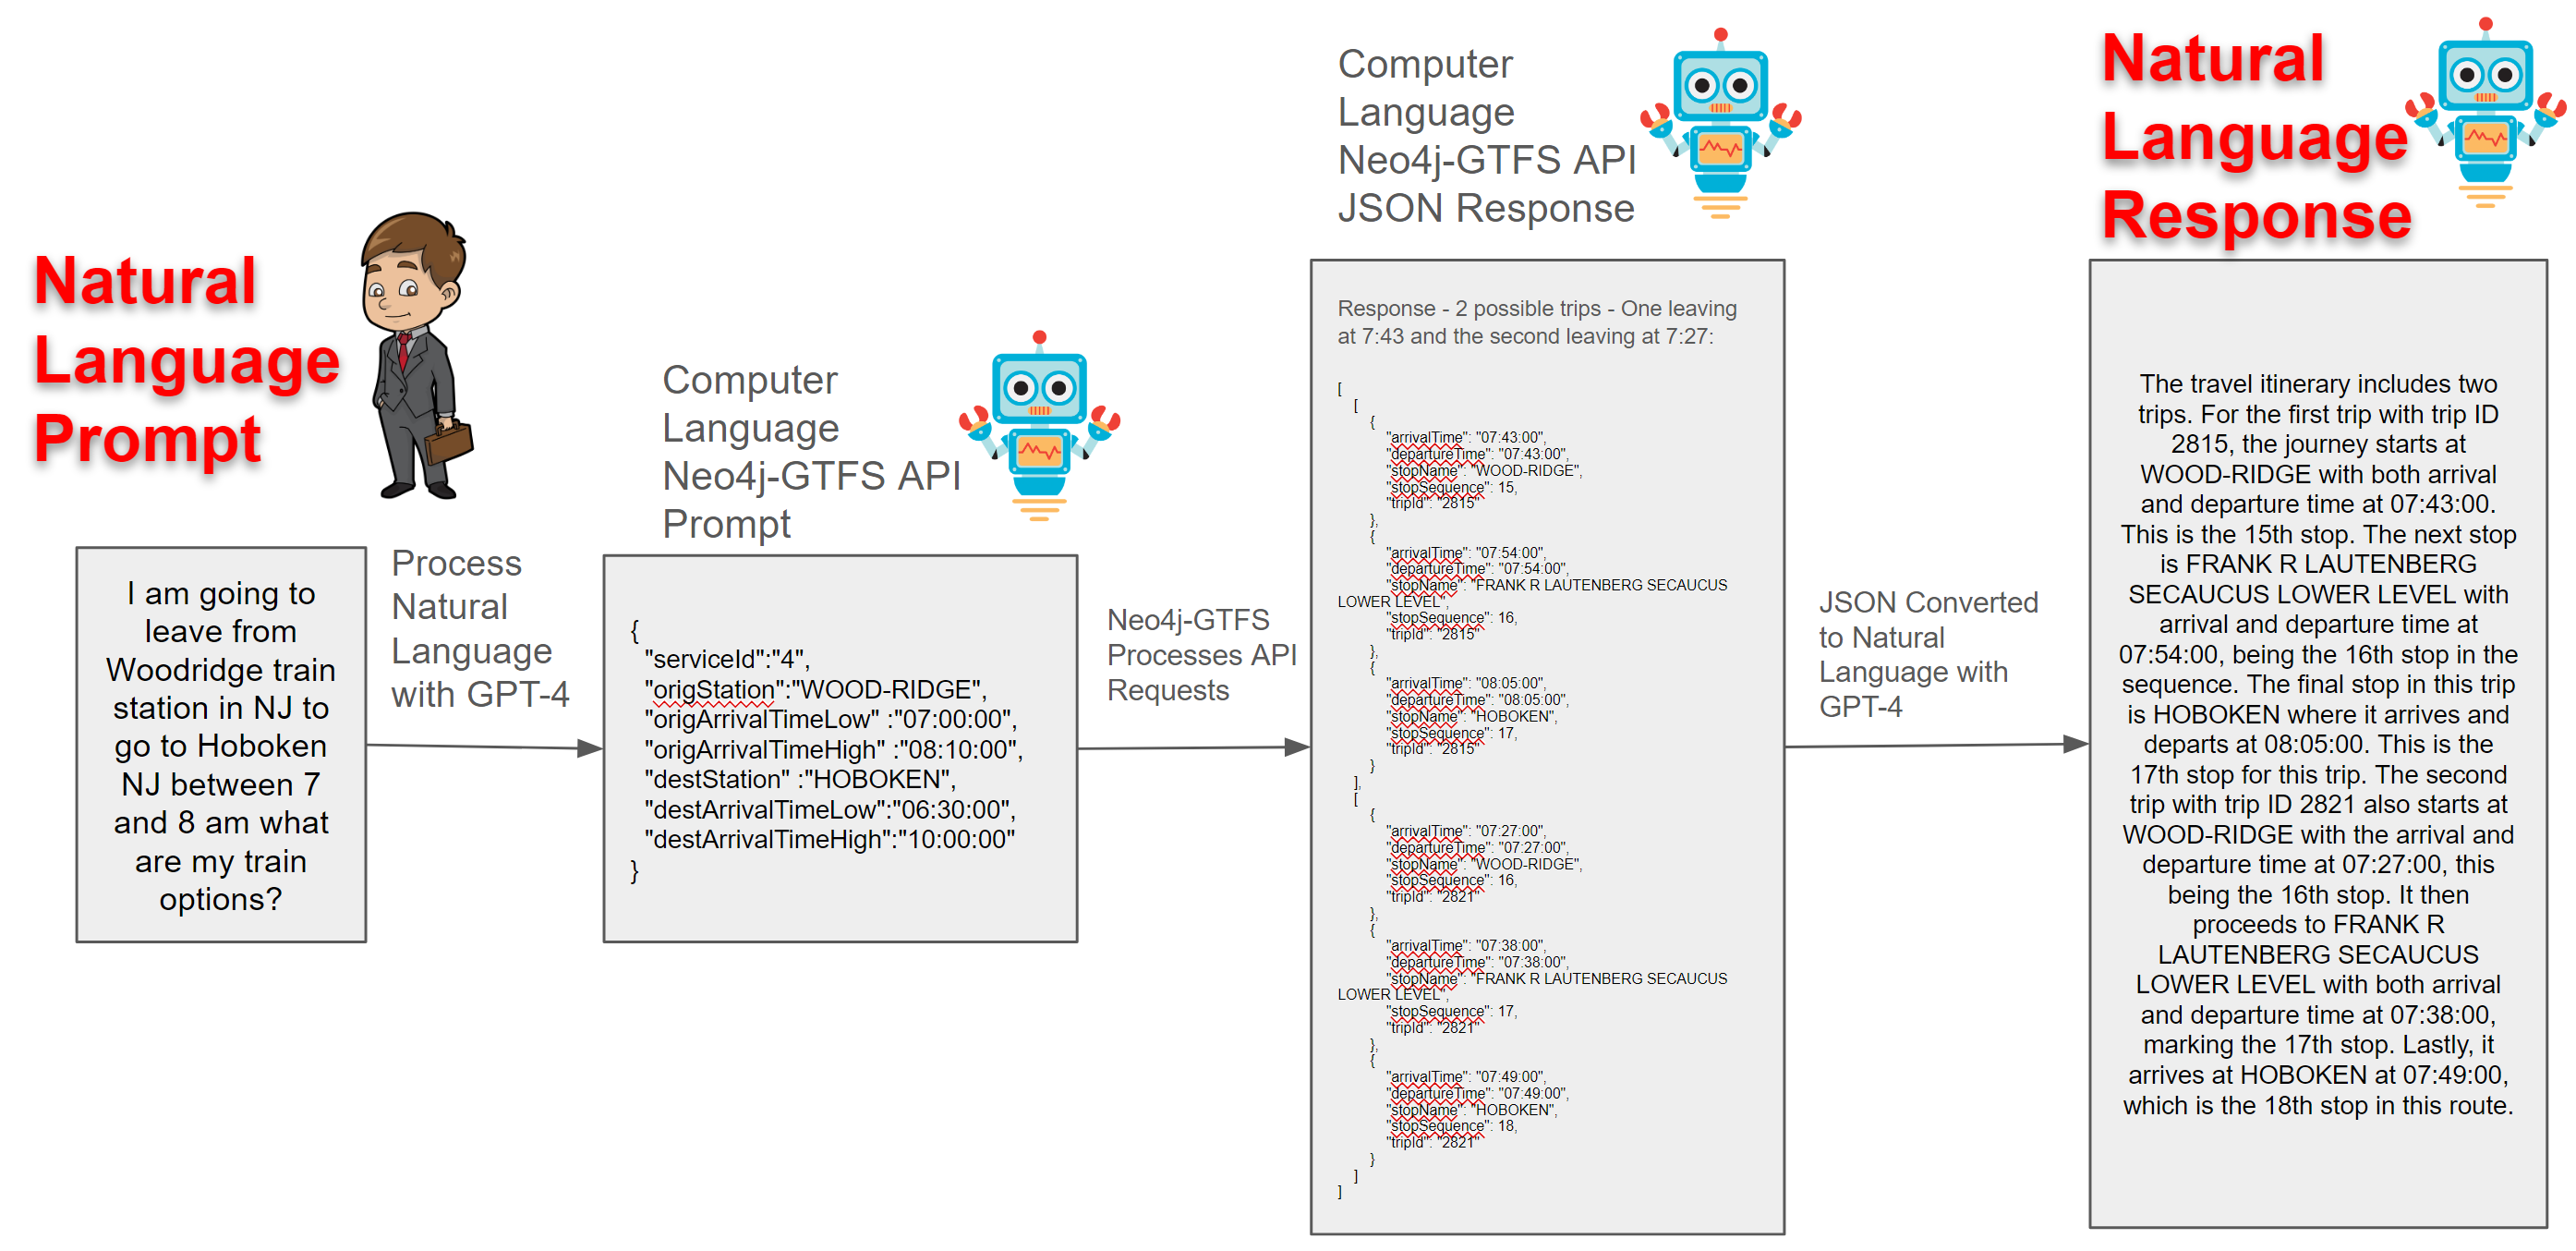 Natural
Language
Prompt
I am going to
leave from
Woodridge train
station in NJ to
go to Hoboken
NJ between 7
and 8 am what
are my train
options?
Process
Natural
Language
with GPT-4
Computer
Language
Neo4j-GTFS API
Prompt
{
"serviceId":"4",
"origStation":"WOOD-RIDGE",
"origArrivalTimeLow" :"07:00:00",
"origArrivalTimeHigh" :"08:10:00",
"destStation" :"HOBOKEN",
"destArrivalTimeLow":"06:30:00",
"destArrivalTimeHigh":"10:00:00"
}
Neo4j-GTFS
Processes API
Requests
Computer
Language
Neo4j-GTFS API
JSON Response
Response - 2 possible trips - One leaving
at 7:43 and the second leaving at 7:27:
[
[
{
"arrivalTime": "07:43:00",
"departureTime": "07:43:00",
"stopName": "WOOD-RIDGE",
"stopSequence": 15,
"tripId": "2815"
},
{
"arrivalTime": "07:54:00",
"departureTime": "07:54:00",
"stopName": "FRANK R LAUTENBERG SECAUCUS
LOWER LEVEL",
"stopSequence": 16,
"tripId": "2815"
},
{
"arrivalTime": "08:05:00",
"departureTime": "08:05:00",
"stopName": "HOBOKEN",
"stopSequence": 17,
"tripId": "2815"
}
],
[
{
"arrivalTime": "07:27:00",
"departureTime": "07:27:00",
"stopName": "WOOD-RIDGE",
"stopSequence": 16,
"tripId": "2821"
},
{
"arrivalTime": "07:38:00",
"departureTime": "07:38:00",
"stopName": "FRANK R LAUTENBERG SECAUCUS
LOWER LEVEL",
"stopSequence": 17,
"tripId": "2821"
},
{
"arrivalTime": "07:49:00",
"departureTime": "07:49:00",
"stopName": "HOBOKEN",
"stopSequence": 18,
"tripId": "2821"
}
]
]
JSON Converted
to Natural
Language with
GPT-4
Natural
Language
Response
The travel itinerary includes two
trips. For the first trip with trip ID
2815, the journey starts at
WOOD-RIDGE with both arrival
and departure time at 07:43:00.
This is the 15th stop. The next stop
is FRANK R LAUTENBERG
SECAUCUS LOWER LEVEL with
arrival and departure time at
07:54:00, being the 16th stop in the
sequence. The final stop in this trip
is HOBOKEN where it arrives and
departs at 08:05:00. This is the
17th stop for this trip. The second
trip with trip ID 2821 also starts at
WOOD-RIDGE with the arrival and
departure time at 07:27:00, this
being the 16th stop. It then
proceeds to FRANK R
LAUTENBERG SECAUCUS
LOWER LEVEL with both arrival
and departure time at 07:38:00,
marking the 17th stop. Lastly, it
arrives at HOBOKEN at 07:49:00,
which is the 18th stop in this route.